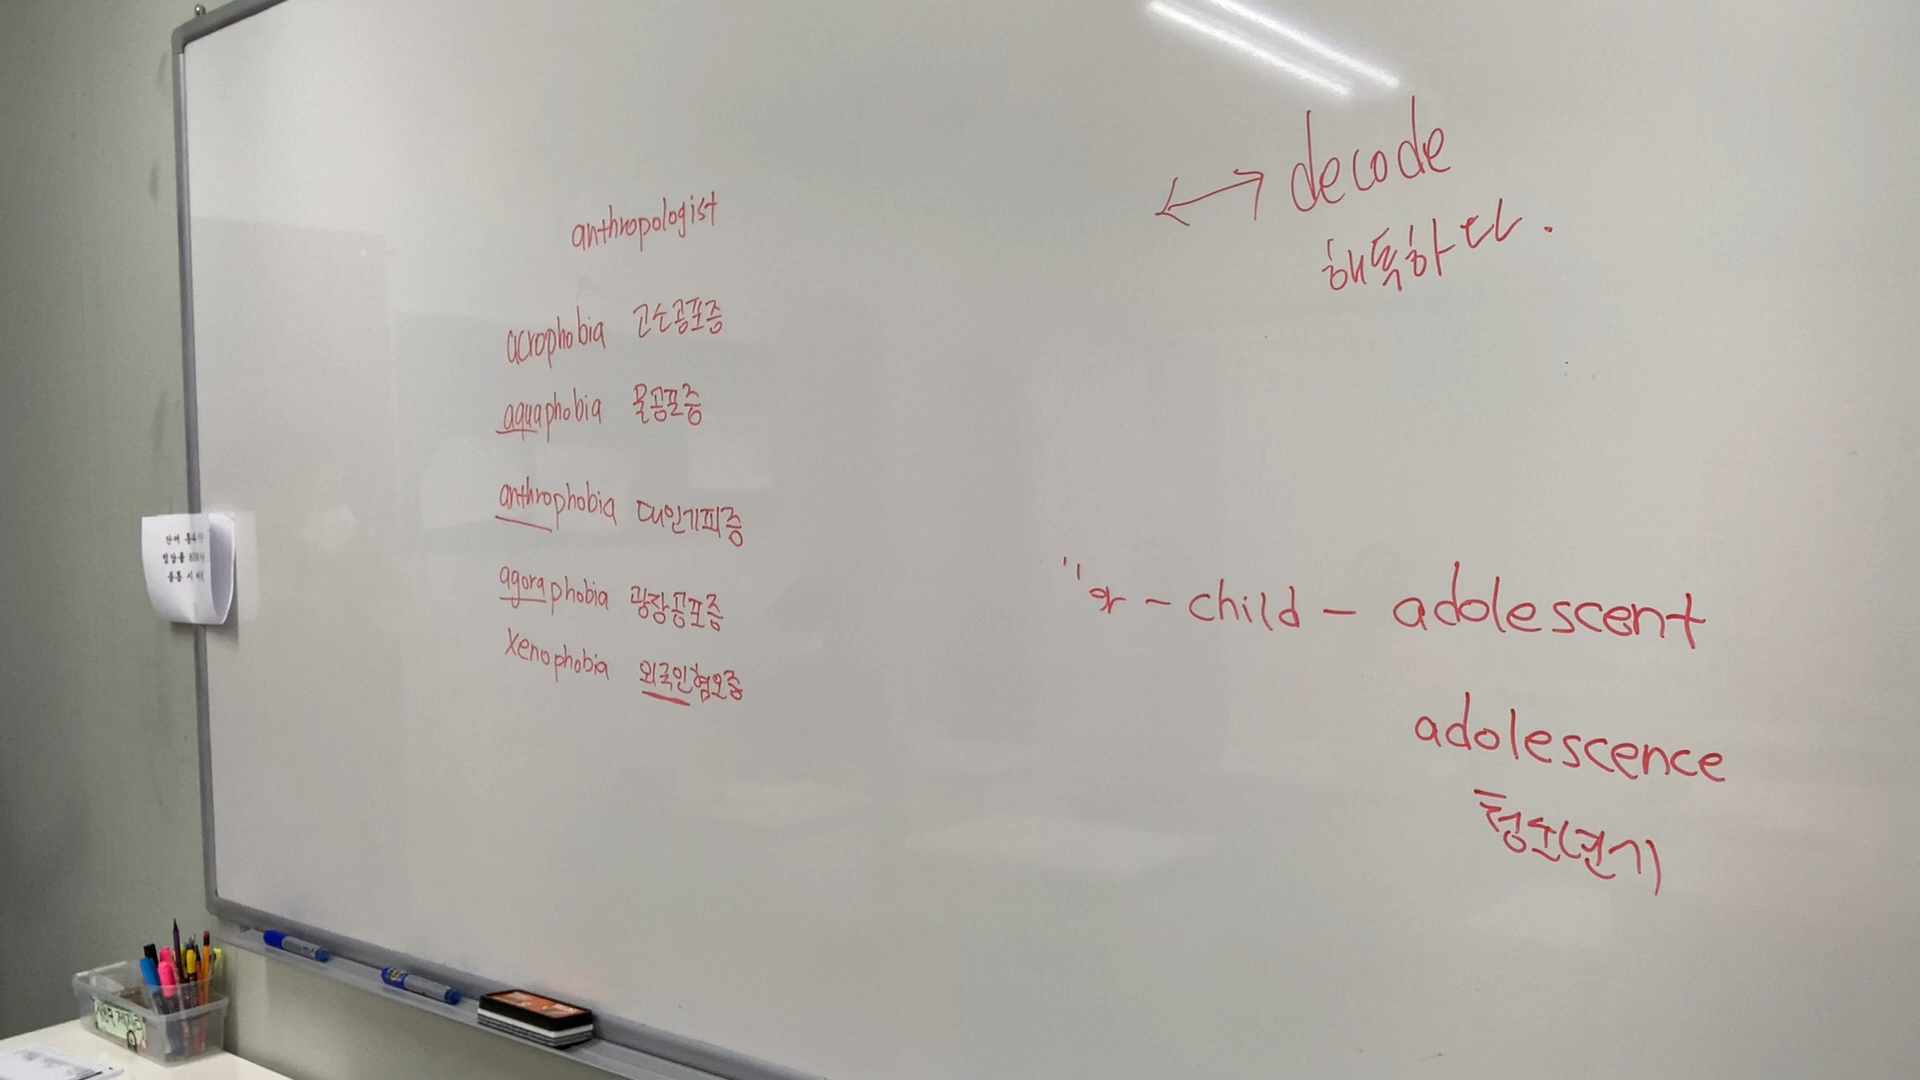 anthropologist
acrophobia 고소공포증
aquaphobia 물공포증
anthrophobia 대인기피증
agoraphobia 광장공포증
xenophobia 외국인혐오증
↔ decode
해독하다.
- child - adolescent
adolescence
청소(년기)